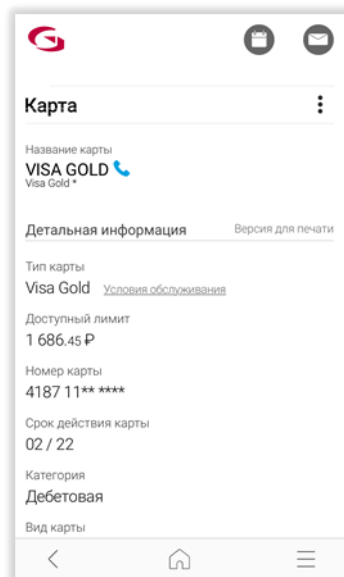 Карта
Название карты
VISA GOLD
Visa Gold *
Детальная информация Версия для печати
Тип карты
Visa Gold Условия обслуживания
Доступный лимит
1 686.45 ₽
Номер карты
4187 11** ****
Срок действия карты
02 / 22
Категория
Дебетовая
Вид карты